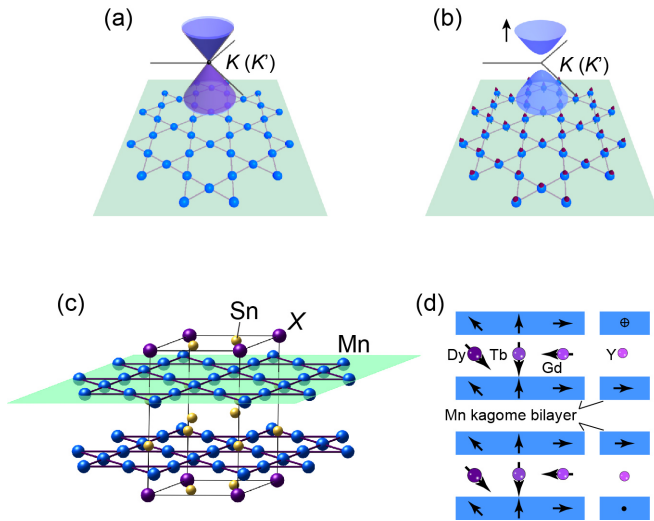 (a)
K (K')
(b)
K (K')
(c)
Sn
X
Mn
(d)
Dy
Tb
Gd
Y
Mn kagome bilayer